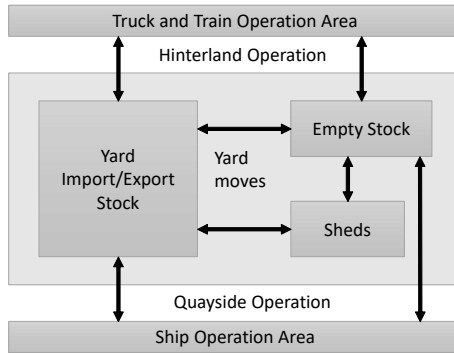 Truck and Train Operation Area
Hinterland Operation
Yard
Import/Export
Stock
Yard
moves
Empty Stock
Sheds
Quayside Operation
Ship Operation Area